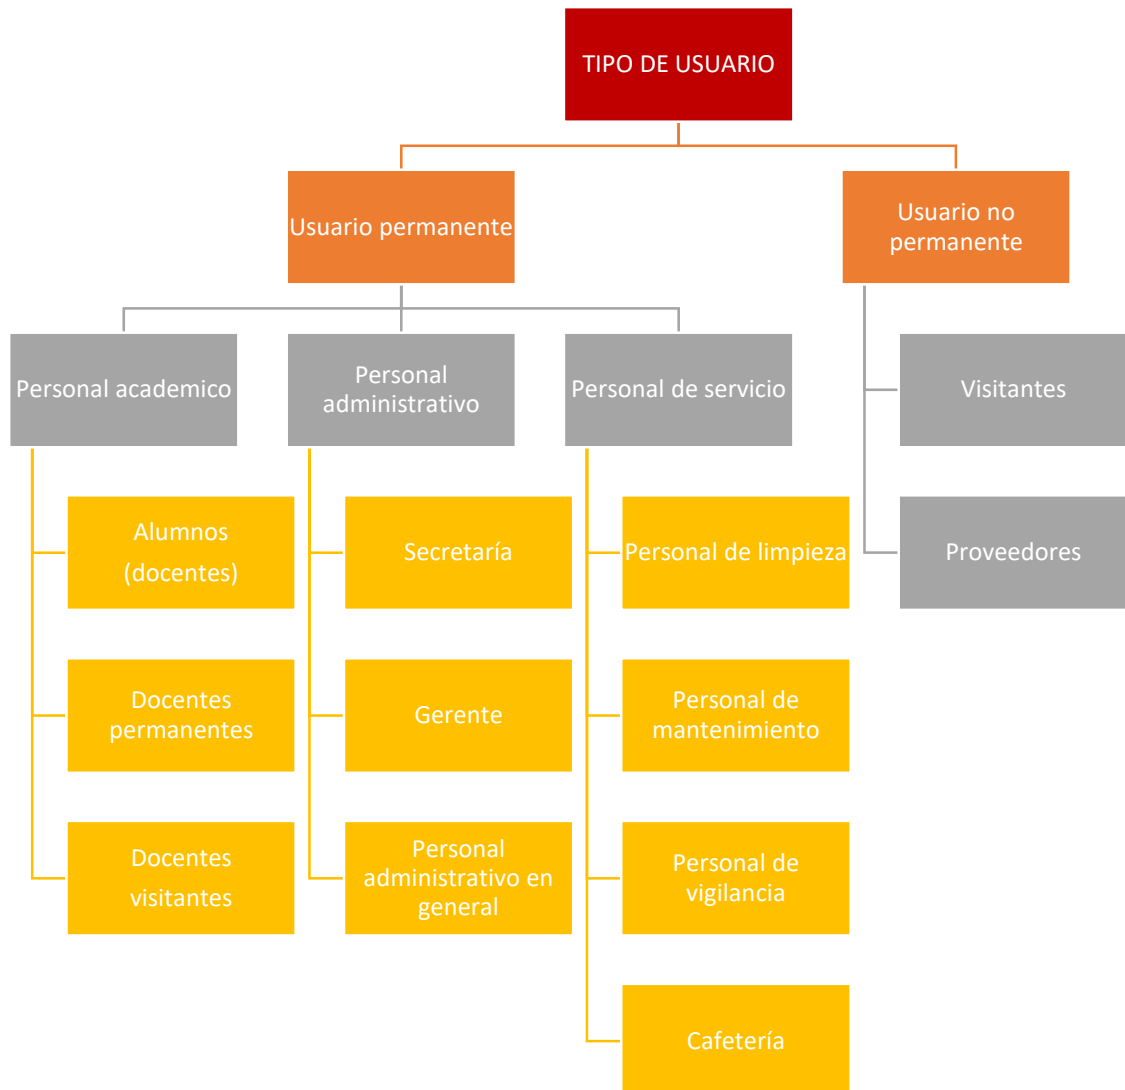 TIPO DE USUARIO
Usuario permanente
Usuario no
permanente
Personal academico
Personal
administrativo
Personal de servicio
Visitantes
Alumnos
(docentes)
Secretaría
Personal de limpieza
Proveedores
Docentes
permanentes
Gerente
Personal de
mantenimiento
Docentes
visitantes
Personal
administrativo en
general
Personal de
vigilancia
Cafetería